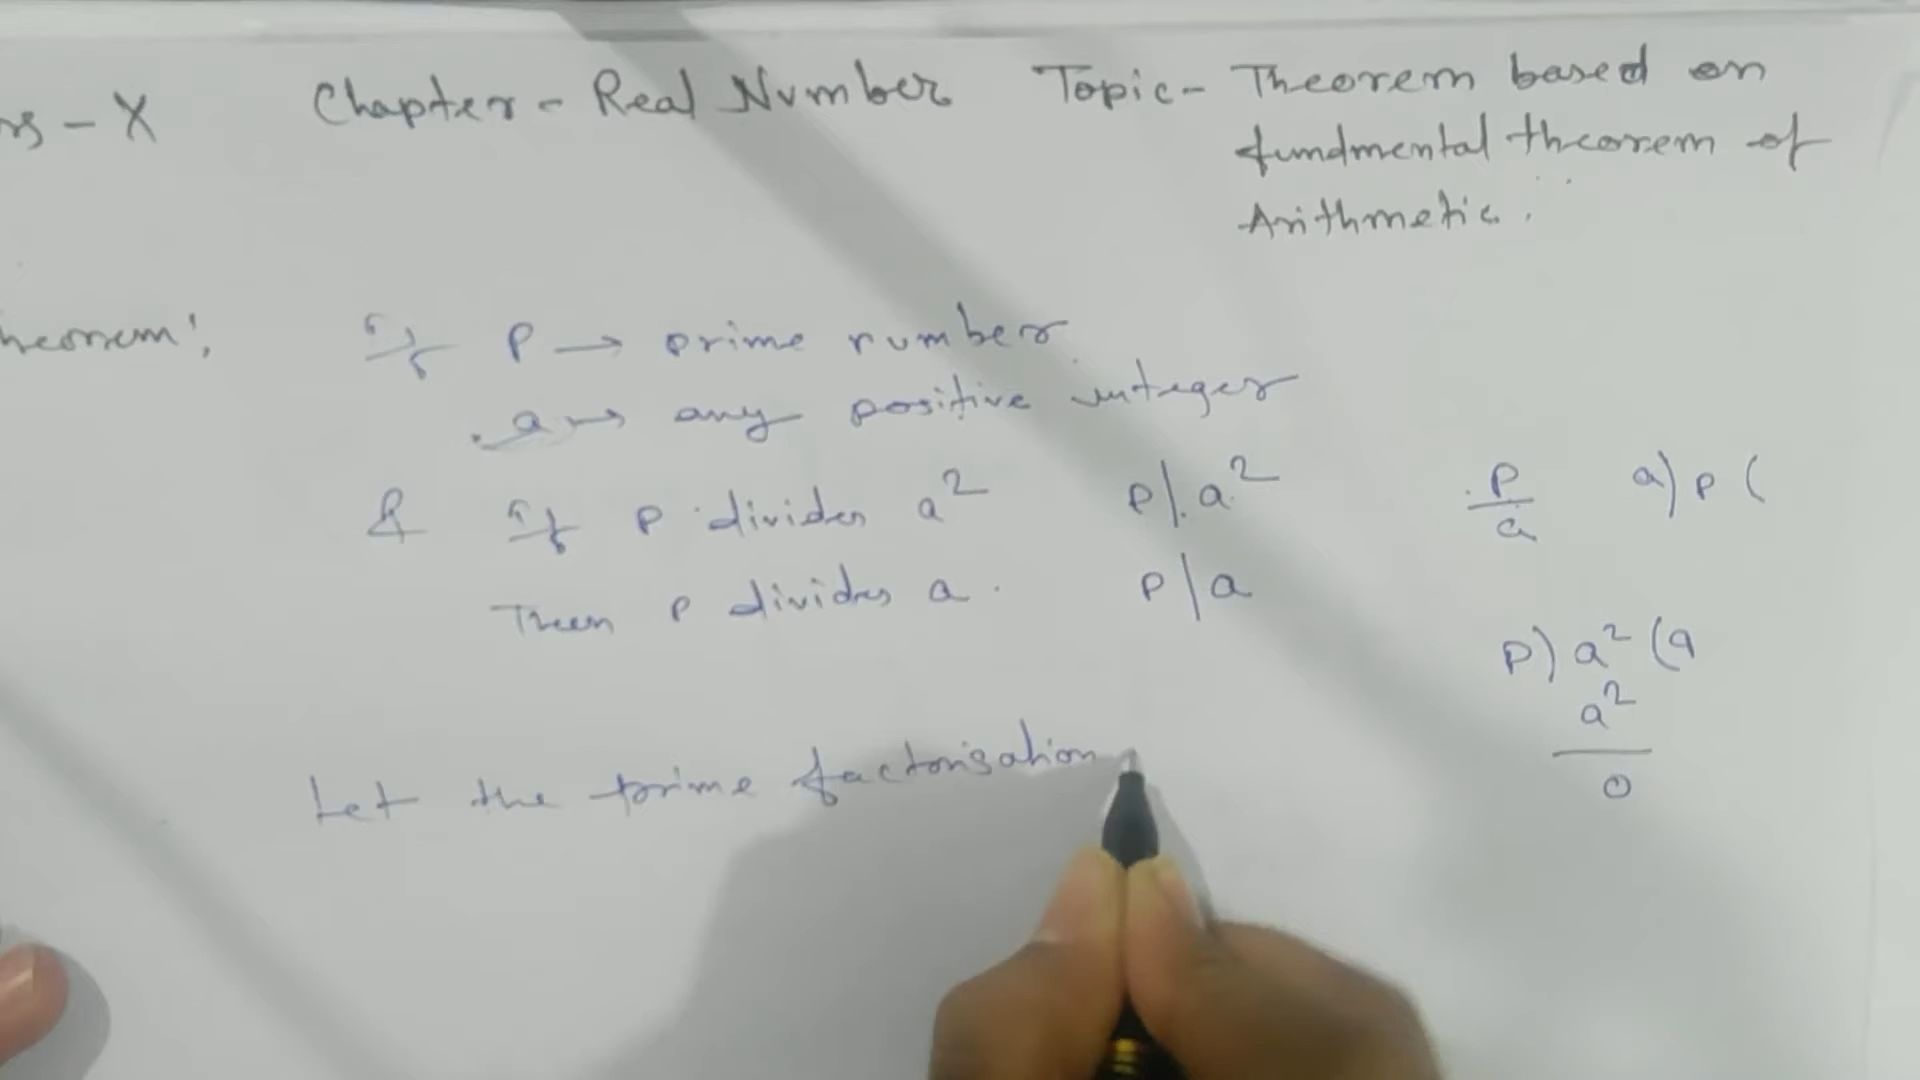 ss - X Chapter - Real Number Topic - Theorem based on
fundmental theorem of
Arithmetic.
heorem: If P → prime number
a → any positive integer
& If P divides a² P|a²
Then P divides a. P|a
P/a a)P(
P)a²(q
a²
0
Let the prime factorisation